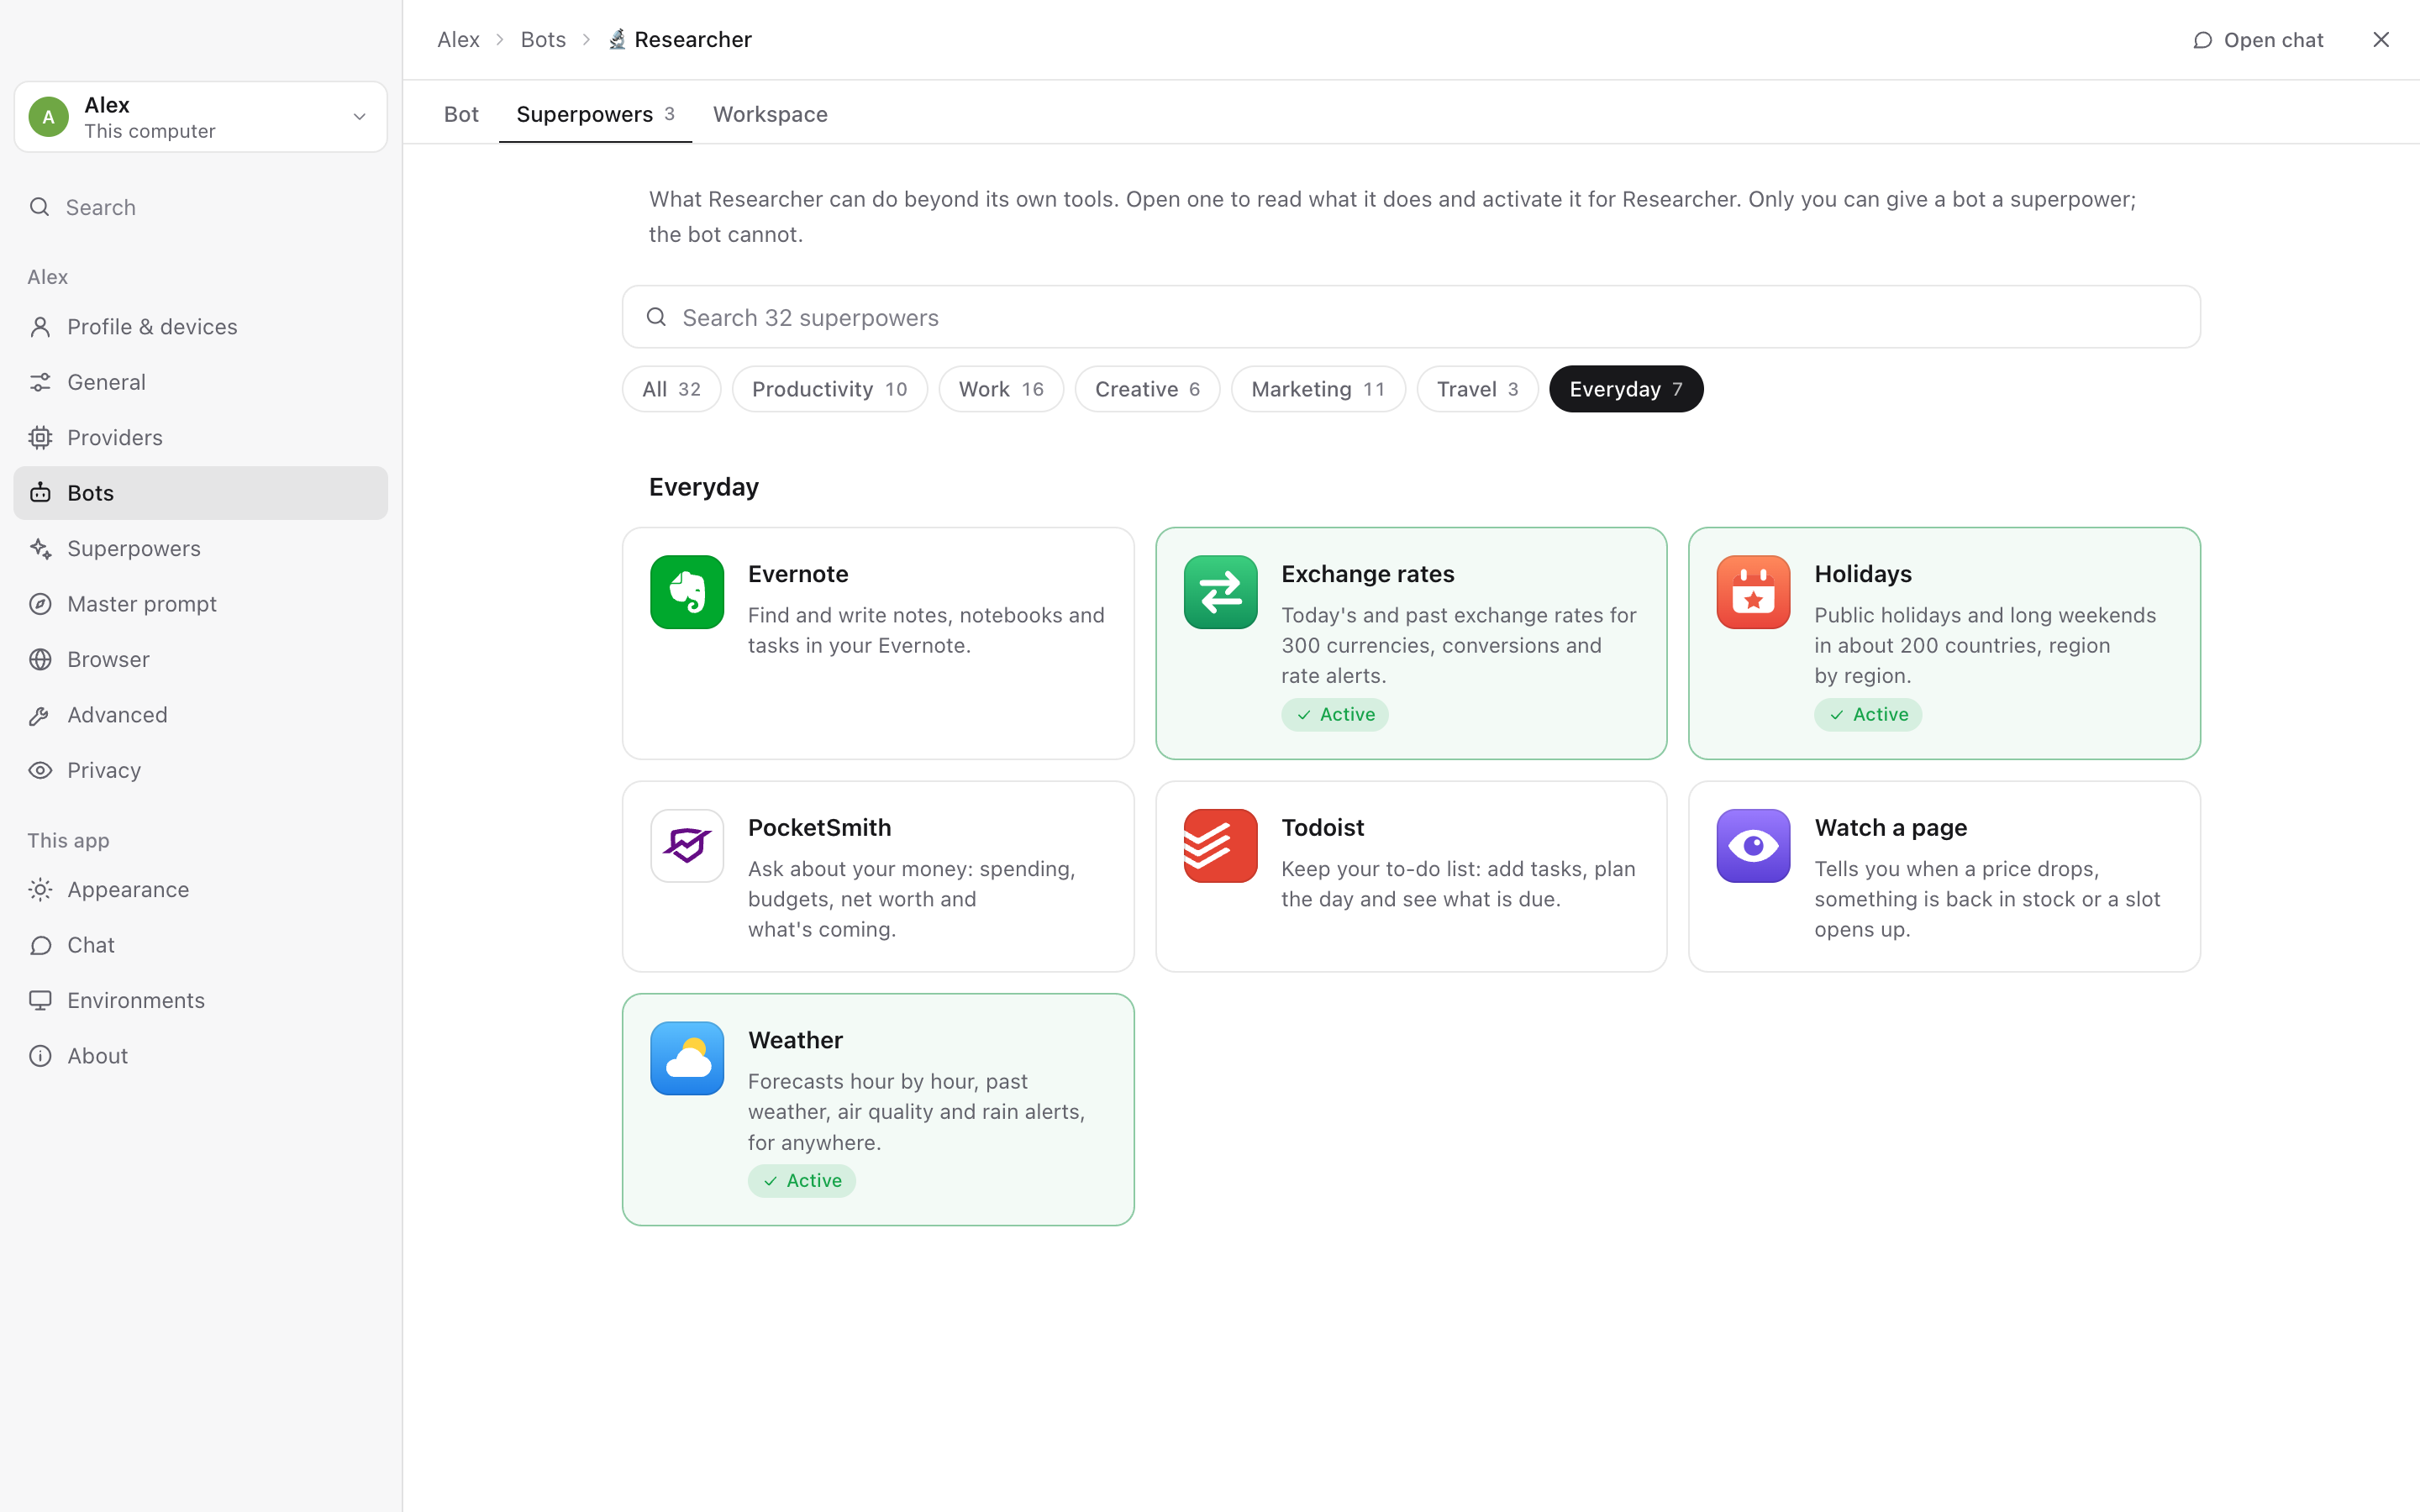 Alex
This computer
Search
Alex
Profile & devices
General
Providers
Bots
Superpowers
Master prompt
Browser
Advanced
Privacy
This app
Appearance
Chat
Environments
About
Alex > Bots > Researcher
Open chat
Bot
Superpowers 3
Workspace
What Researcher can do beyond its own tools. Open one to read what it does and activate it for Researcher. Only you can give a bot a superpower;
the bot cannot.
Search 32 superpowers
All 32
Productivity 10
Work 16
Creative 6
Marketing 11
Travel 3
Everyday 7
Everyday
Evernote
Find and write notes, notebooks and
tasks in your Evernote.
Exchange rates
Today's and past exchange rates for
300 currencies, conversions and
rate alerts.
Active
Holidays
Public holidays and long weekends
in about 200 countries, region
by region.
Active
PocketSmith
Ask about your money: spending,
budgets, net worth and
what's coming.
Todoist
Keep your to-do list: add tasks, plan
the day and see what is due.
Watch a page
Tells you when a price drops,
something is back in stock or a slot
opens up.
Weather
Forecasts hour by hour, past
weather, air quality and rain alerts,
for anywhere.
Active